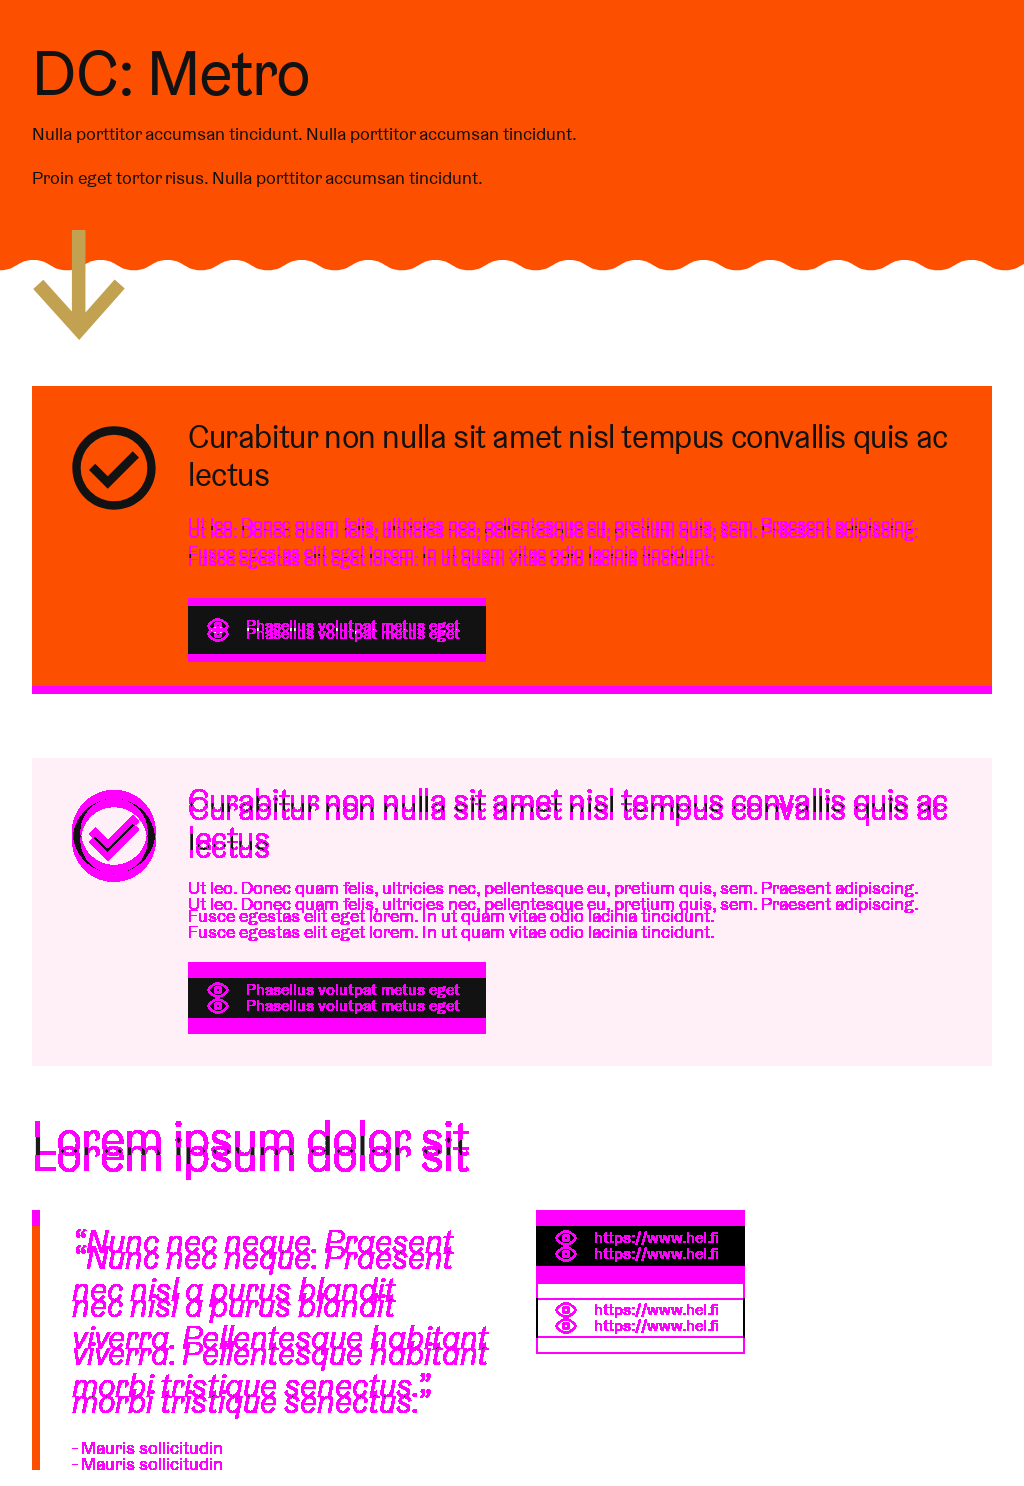 DC: Metro
Nulla porttitor accumsan tincidunt. Nulla porttitor accumsan tincidunt.
Proin eget tortor risus. Nulla porttitor accumsan tincidunt.
Curabitur non nulla sit amet nisl tempus convallis quis ac
lectus
Ut leo. Donec quam felis, ultricies nec, pellentesque eu, pretium quis, sem. Praesent adipiscing.
Ut leo. Donec quam felis, ultricies nec, pellentesque eu, pretium quis, sem. Praesent adipiscing.
Fusce egestas elit eget lorem. In ut quam vitae odio lacinia tincidunt.
Fusce egestas elit eget lorem. In ut quam vitae odio lacinia tincidunt.
Phasellus volutpat metus eget
Phasellus volutpat metus eget
Curabitur non nulla sit amet nisl tempus convallis quis ac
Curabitur non nulla sit amet nisl tempus convallis quis ac
lectus
lectus
Ut leo. Donec quam felis, ultricies nec, pellentesque eu, pretium quis, sem. Praesent adipiscing.
Ut leo. Donec quam felis, ultricies nec, pellentesque eu, pretium quis, sem. Praesent adipiscing.
Fusce egestas elit eget lorem. In ut quam vitae odio lacinia tincidunt.
Fusce egestas elit eget lorem. In ut quam vitae odio lacinia tincidunt.
Phasellus volutpat metus eget
Phasellus volutpat metus eget
Lorem ipsum dolor sit
Lorem ipsum dolor sit
“Nunc nec neque. Praesent
“Nunc nec neque. Praesent
nec nisl a purus blandit
nec nisl a purus blandit
viverra. Pellentesque habitant
viverra. Pellentesque habitant
morbi tristique senectus.”
morbi tristique senectus.”
- Mauris sollicitudin
- Mauris sollicitudin
https://www.hel.fi
https://www.hel.fi
https://www.hel.fi
https://www.hel.fi